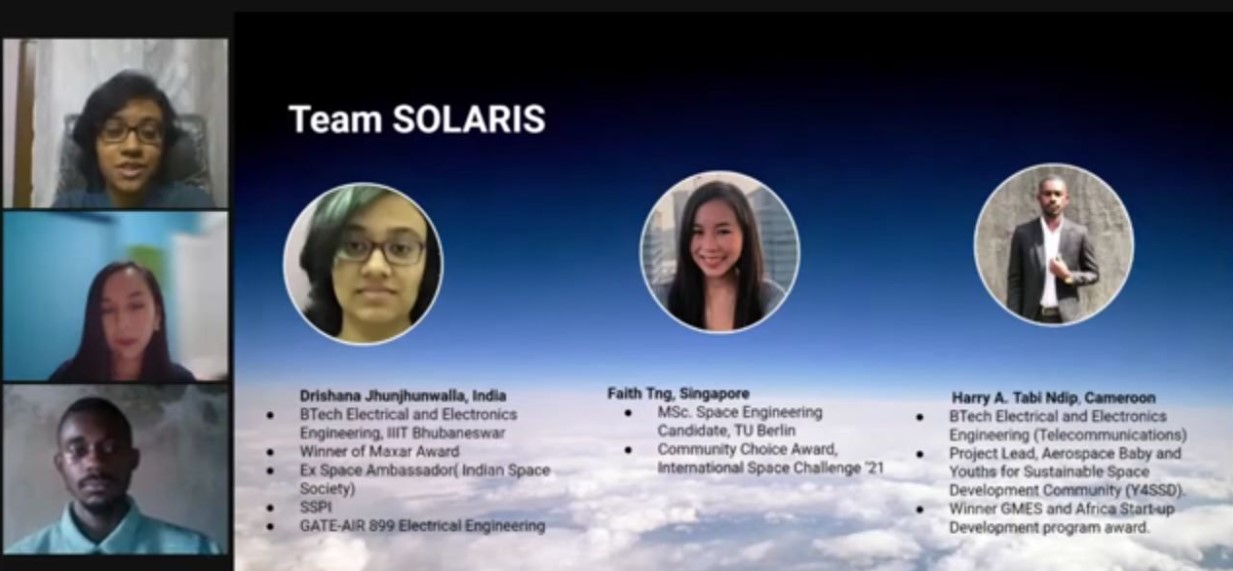 Team SOLARIS
Drishana Jhunjhunwalla, India
● BTech Electrical and Electronics
Engineering, IIIT Bhubaneswar
● Winner of Maxar Award
● Ex Space Ambassador( Indian Space
Society)
● SSPI
● GATE-AIR 899 Electrical Engineering
Faith Tng, Singapore
● MSc. Space Engineering
Candidate, TU Berlin
● Community Choice Award,
International Space Challenge '21
Harry A. Tabi Ndip, Cameroon
● BTech Electrical and Electronics
Engineering (Telecommunications)
● Project Lead, Aerospace Baby and
Youths for Sustainable Space
Development Community (Y4SSD).
● Winner GMES and Africa Start-up
Development program award.